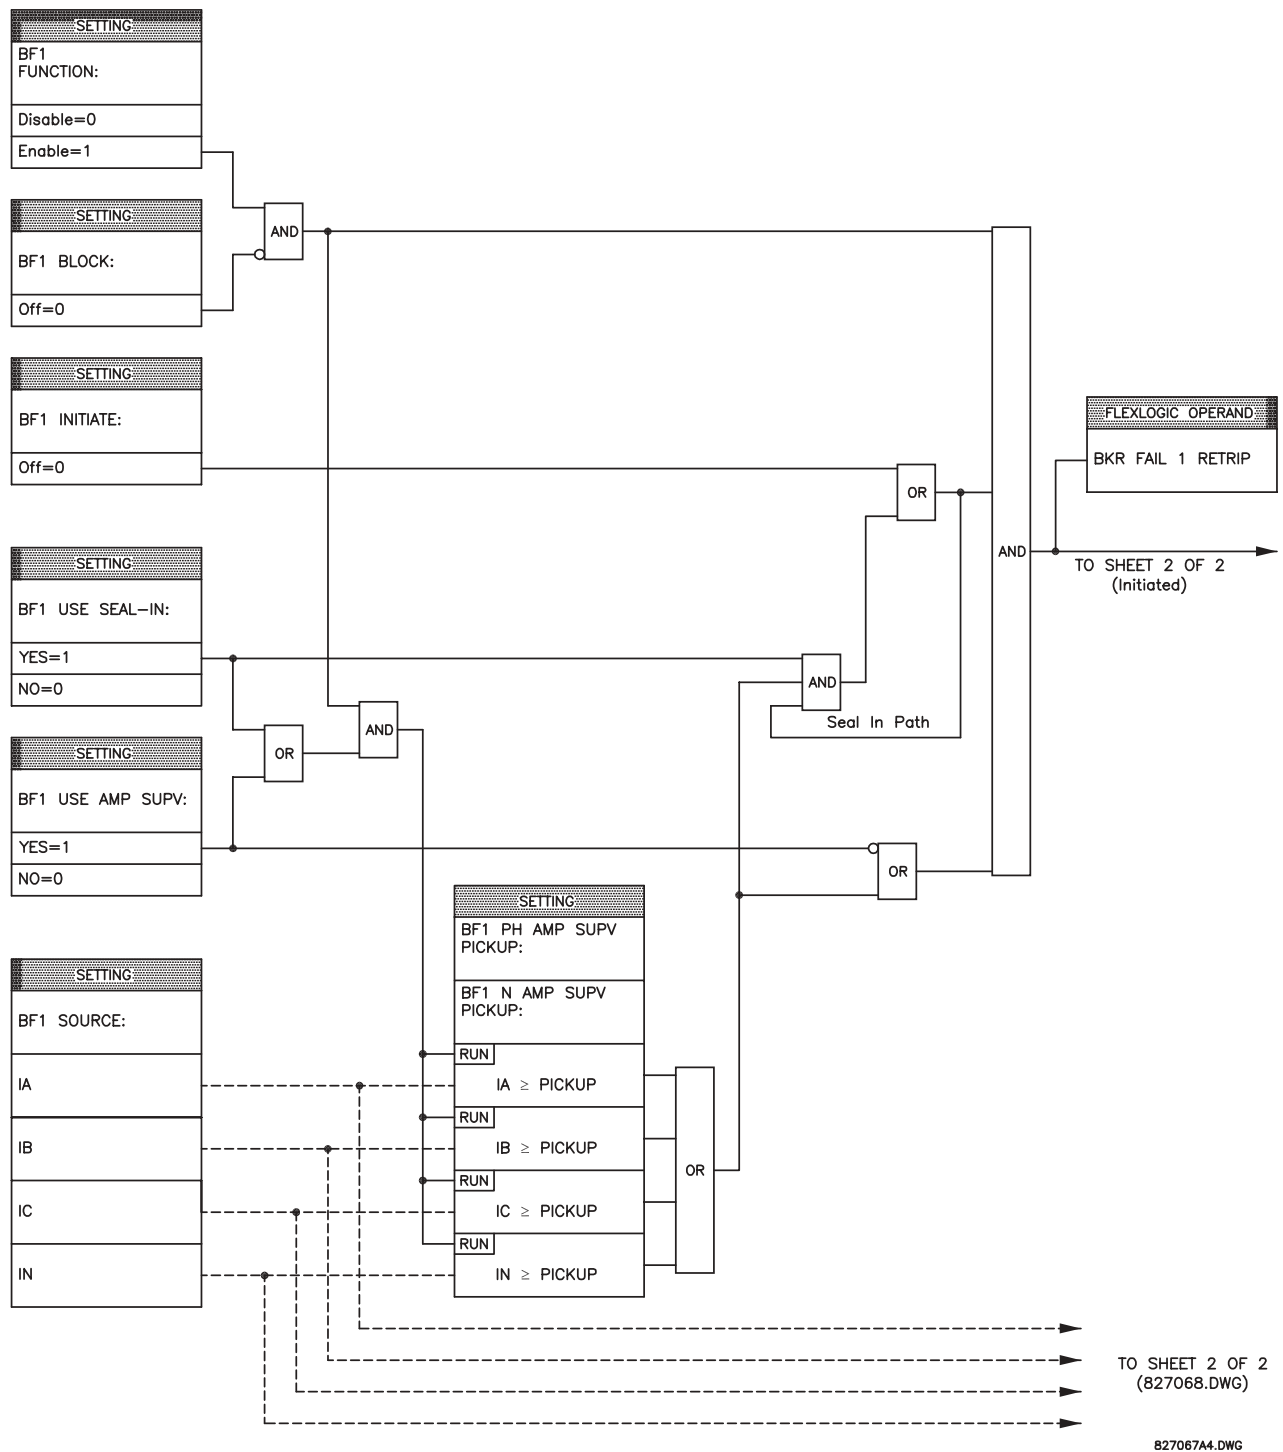 SETTING
BF1
FUNCTION:
Disable=0
Enable=1
SETTING
BF1 BLOCK:
Off=0
AND
SETTING
BF1 INITIATE:
Off=0
OR
FLEXLOGIC OPERAND
BKR FAIL 1 RETRIP
AND
TO SHEET 2 OF 2
(Initiated)
SETTING
BF1 USE SEAL-IN:
YES=1
NO=0
AND
Seal In Path
OR
AND
SETTING
BF1 USE AMP SUPV:
YES=1
NO=0
OR
SETTING
BF1 SOURCE:
IA
IB
IC
IN
SETTING
BF1 PH AMP SUPV
PICKUP:
BF1 N AMP SUPV
PICKUP:
RUN
IA ≥ PICKUP
RUN
IB ≥ PICKUP
RUN
IC ≥ PICKUP
RUN
IN ≥ PICKUP
OR
TO SHEET 2 OF 2
(827068.DWG)
827067A4.DWG